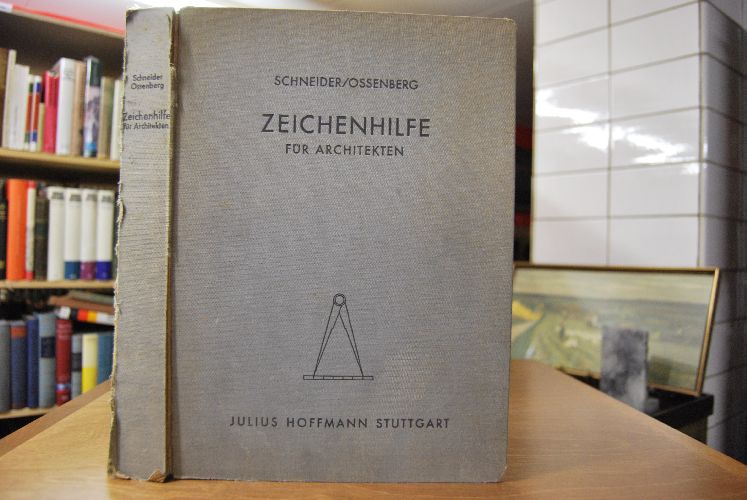 Schneider
Ossenberg
Zeichenhilfe
Für Architekten
SCHNEIDER/OSSENBERG
ZEICHENHILFE
FÜR ARCHITEKTEN
JULIUS HOFFMANN STUTTGART